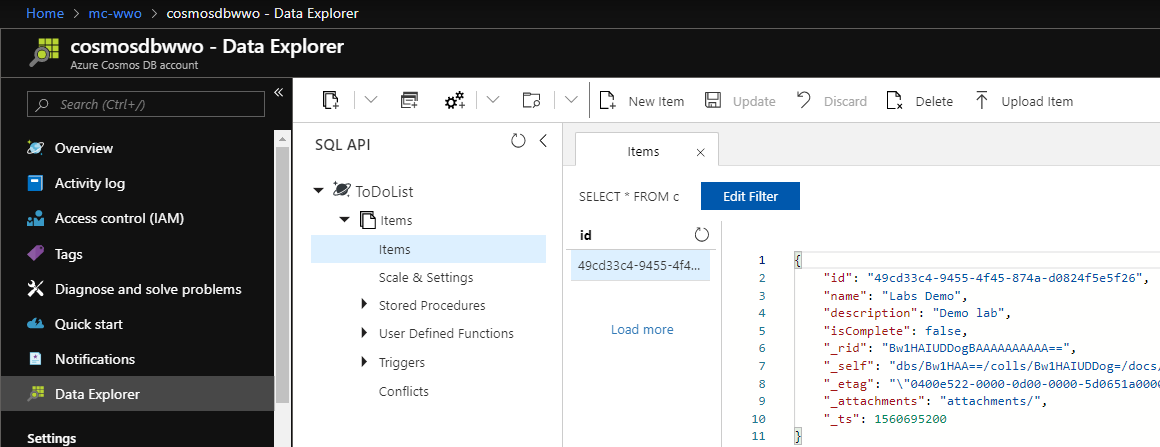 Home > mc-wwo > cosmosdbwwo - Data Explorer
cosmosdbwwo - Data Explorer
Azure Cosmos DB account
«
Search (Ctrl+/)
Overview
Activity log
Access control (IAM)
Tags
Diagnose and solve problems
Quick start
Notifications
Data Explorer
Settings
New Item Update Discard Delete Upload Item
SQL API
ToDoList
Items
Items
Scale & Settings
Stored Procedures
User Defined Functions
Triggers
Conflicts
Items
SELECT * FROM c Edit Filter
id
49cd33c4-9455-4f4...
Load more
1 {
2 "id": "49cd33c4-9455-4f45-874a-d0824f5e5f26",
3 "name": "Labs Demo",
4 "description": "Demo lab",
5 "isComplete": false,
6 "_rid": "Bw1HAIUDDogBAAAAAAAAAA==",
7 "_self": "dbs/Bw1HAA==/colls/Bw1HAIUDDog=/docs/
8 "_etag": "\"0400e522-0000-0d00-0000-5d0651a0000
9 "_attachments": "attachments/",
10 "_ts": 1560695200
11 }